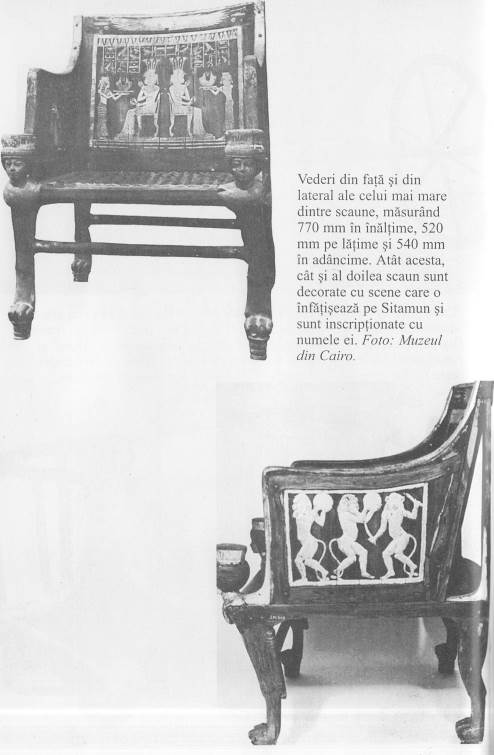 Vederi din față și din
lateral ale celui mai mare
dintre scaune, măsurând
770 mm în înălțime, 520
mm pe lățime și 540 mm
în adâncime. Atât acesta,
cât și al doilea scaun sunt
decorate cu scene care o
înfățișează pe Sitamun și
sunt inscripționate cu
numele ei. Foto: Muzeul
din Cairo.